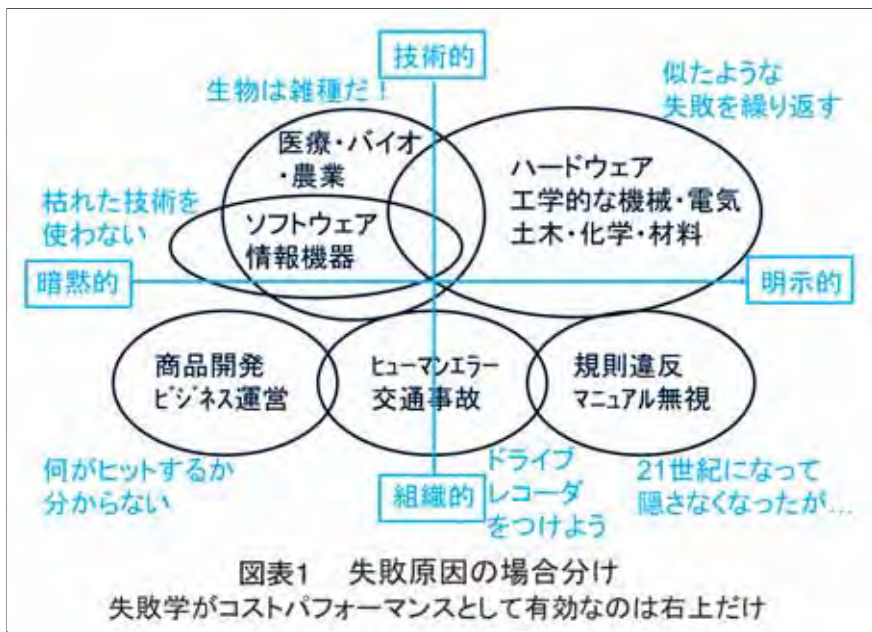 技術的
生物は雑種だ！
似たような
失敗を繰り返す
医療・バイオ
・農業
ハードウェア
工学的な機械・電気
土木・化学・材料
枯れた技術を
使わない
ソフトウェア
情報機器
暗黙的
明示的
商品開発
ビジネス運営
ヒューマンエラー
交通事故
規則違反
マニュアル無視
何がヒットするか
分からない
組織的
ドライブ
レコーダ
をつけよう
21世紀になって
隠さなくなったが…
図表1 失敗原因の場合分け
失敗学がコストパフォーマンスとして有効なのは右上だけ